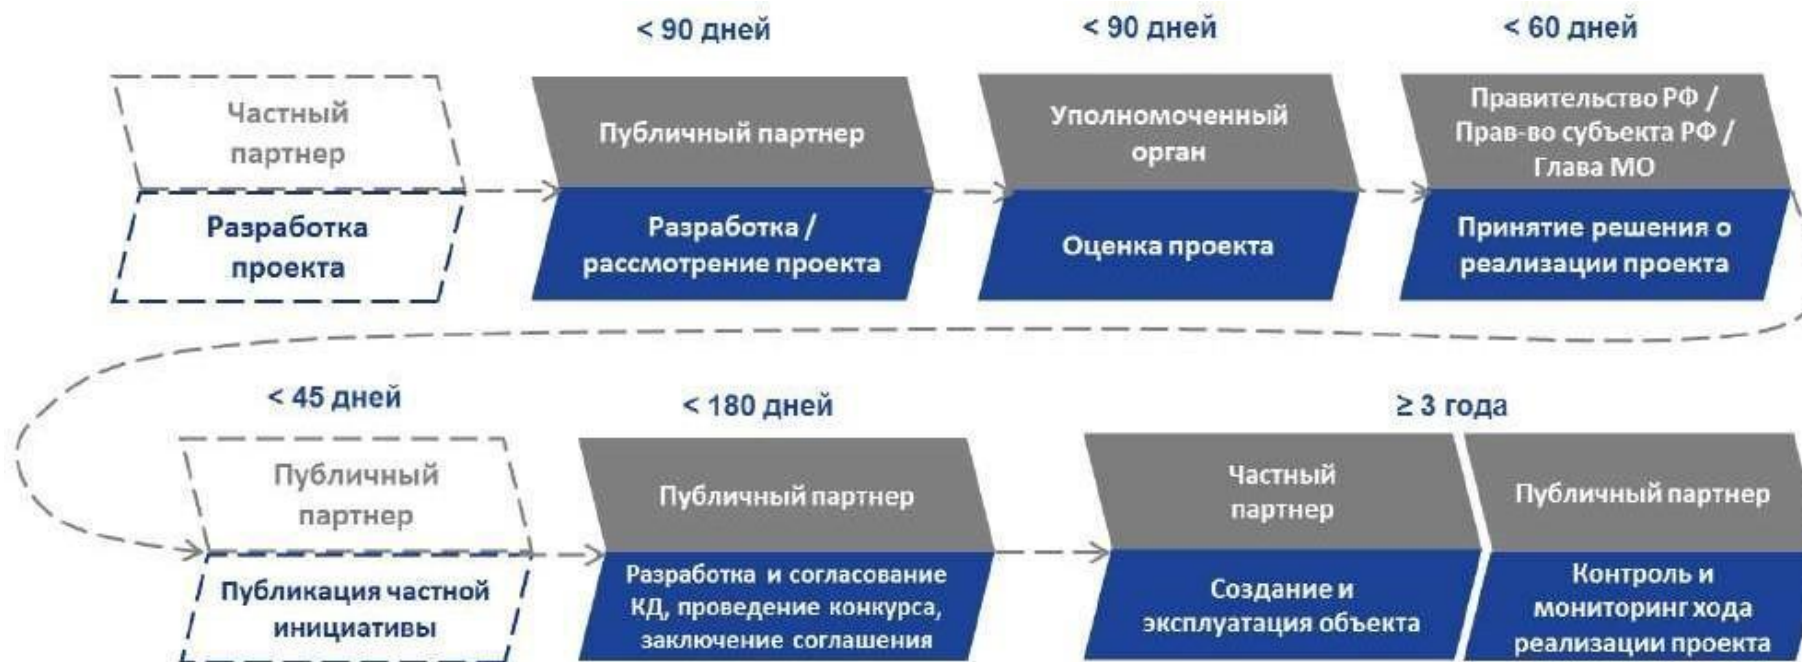 < 90 дней
< 90 дней
< 60 дней
Частный
партнер
Разработка
проекта
Публичный партнер
Разработка /
рассмотрение проекта
Уполномоченный
орган
Оценка проекта
Правительство РФ /
Прав-во субъекта РФ /
Глава МО
Принятие решения о
реализации проекта
< 45 дней
< 180 дней
≥ 3 года
Публичный
партнер
Публикация частной
инициативы
Публичный партнер
Разработка и согласование
КД, проведение конкурса,
заключение соглашения
Частный
партнер
Создание и
эксплуатация объекта
Публичный партнер
Контроль и
мониторинг хода
реализации проекта